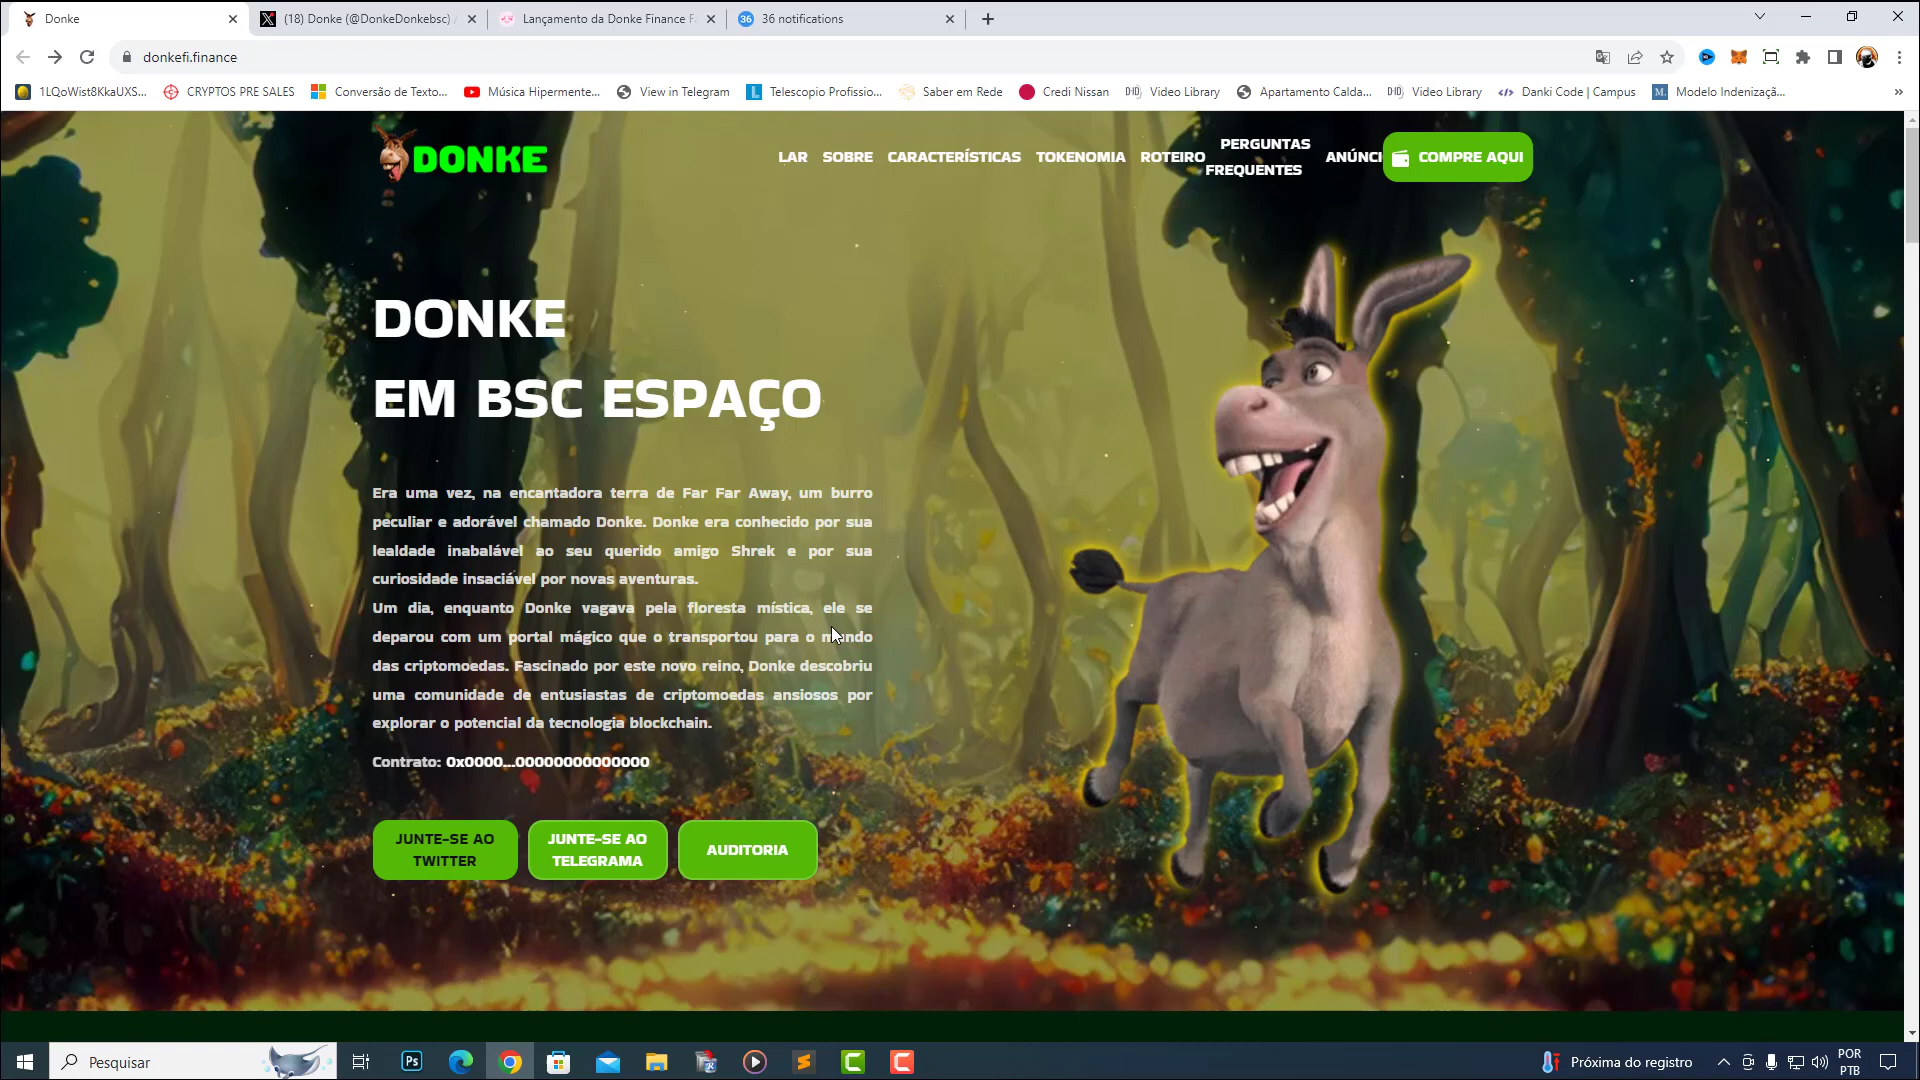 Donke
(18) Donke (@DonkeDonkebsc)
Lançamento da Donke Finance F
36
36 notifications
donkefi.finance
1LQoWist8KkaUXS...
CRYPTOS PRE SALES
Conversão de Texto...
Música Hipermente...
View in Telegram
Telescopio Profissio...
Saber em Rede
Credi Nissan
Video Library
Apartamento Calda...
Video Library
Danki Code | Campus
M.
Modelo Indenizaçã...
DONKE
LAR
SOBRE
CARACTERÍSTICAS
TOKENOMIA
ROTEIRO
PERGUNTAS
FREQUENTES
ANÚNCI
COMPRE AQUI
DONKE
EM BSC ESPAÇO
Era uma vez, na encantadora terra de Far Far Away, um burro
peculiar e adorável chamado Donke. Donke era conhecido por sua
lealdade inabalável ao seu querido amigo Shrek e por sua
curiosidade insaciável por novas aventuras.
Um dia, enquanto Donke vagava pela floresta mística, ele se
deparou com um portal mágico que o transportou para o mundo
das criptomoedas. Fascinado por este novo reino, Donke descobriu
uma comunidade de entusiastas de criptomoedas ansiosos por
explorar o potencial da tecnologia blockchain.
Contrato: 0x0000...00000000000000
JUNTE-SE AO
TWITTER
JUNTE-SE AO
TELEGRAMA
AUDITORIA
Pesquisar
Ps
Próxima do registro
POR
PTB